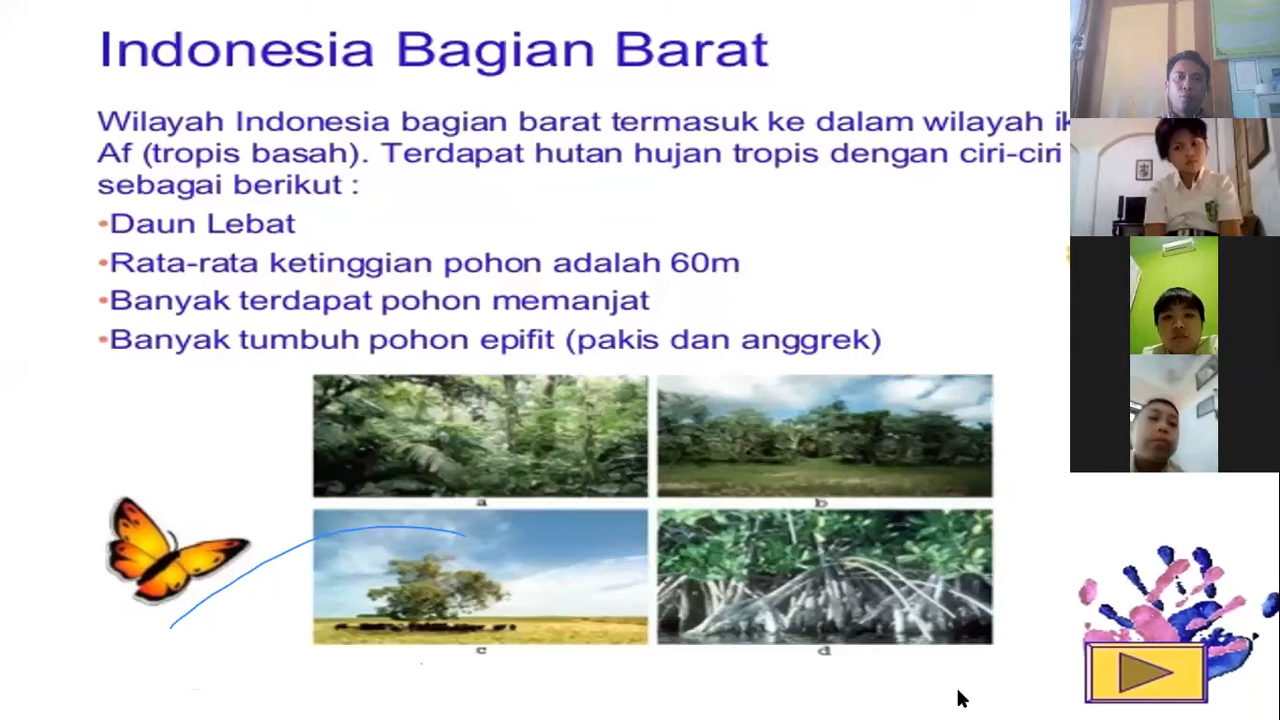 Indonesia Bagian Barat
Wilayah Indonesia bagian barat termasuk ke dalam wilayah
Af (tropis basah). Terdapat hutan hujan tropis dengan ciri-ciri
sebagai berikut :
•Daun Lebat
•Rata-rata ketinggian pohon adalah 60m
•Banyak terdapat pohon memanjat
•Banyak tumbuh pohon epifit (pakis dan anggrek)
a
b
c
d